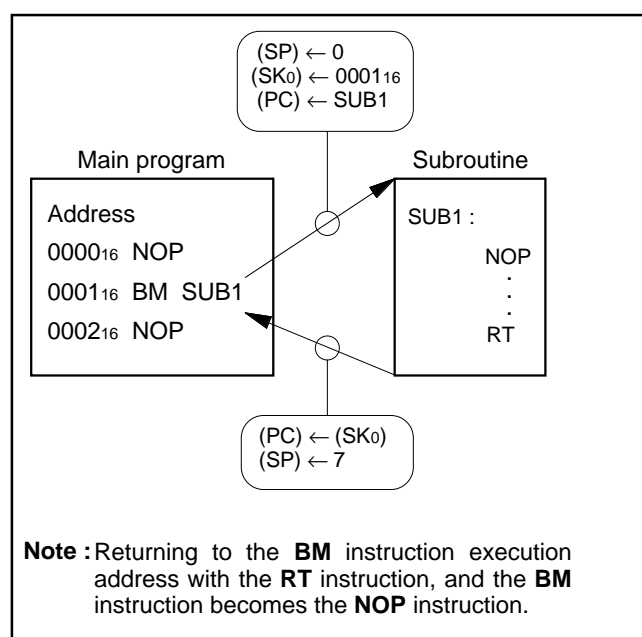 (SP) ← 0
(SK₀) ← 0001₁₆
(PC) ← SUB1
Main program
Subroutine
Address
0000₁₆ NOP
0001₁₆ BM SUB1
0002₁₆ NOP
SUB1 :
NOP
.
.
.
RT
(PC) ← (SK₀)
(SP) ← 7
Note : Returning to the BM instruction execution
address with the RT instruction, and the BM
instruction becomes the NOP instruction.